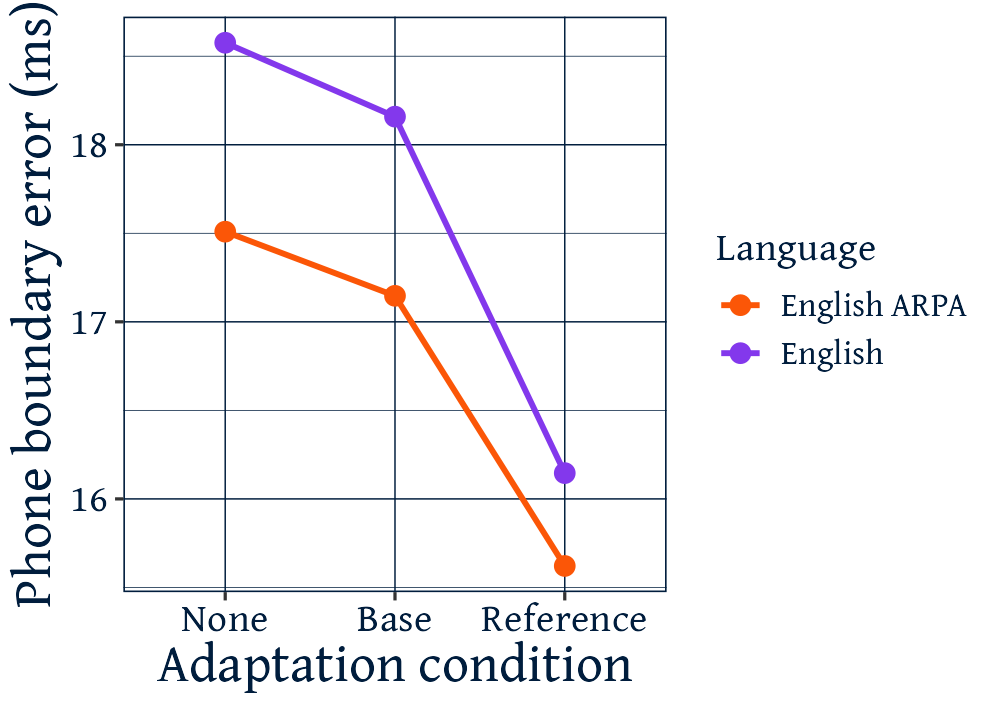 Phone boundary error (ms)
18
17
16
None Base Reference
Adaptation condition
Language
English ARPA
English